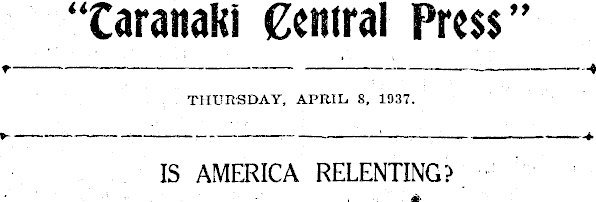 "Taranaki Central Press"
THURSDAY, APRIL 8, 1937.
IS AMERICA RELENTING?